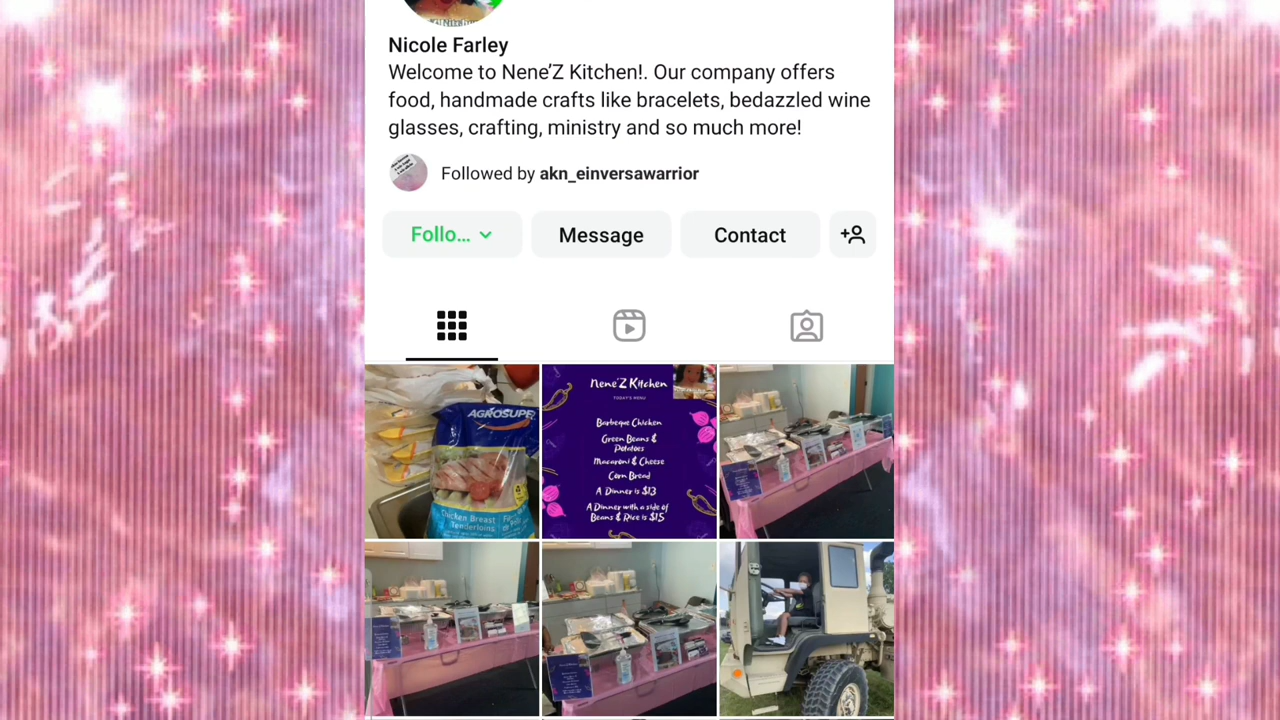 Nicole Farley
Welcome to Nene'Z Kitchen!. Our company offers
food, handmade crafts like bracelets, bedazzled wine
glasses, crafting, ministry and so much more!
Followed by akn_einversawarrior
Follo...
Message
Contact
AGROSUPE
Chicken Breast
Tenderloins
Nene'Z Kitchen
TODAY'S MENU
Barbeque Chicken
Green Beans &
Potatoes
Macaroni & Cheese
Corn Bread
A Dinner is $13
A Dinner with a side of
Beans & Rice is $15